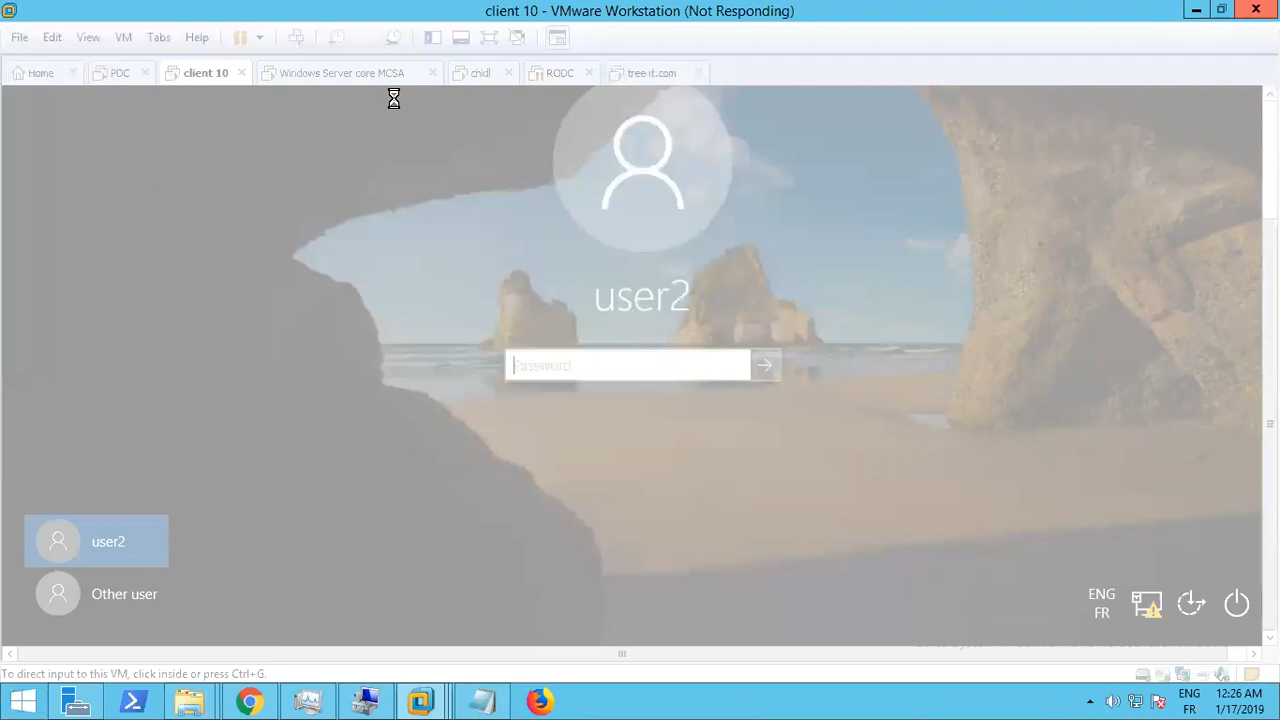 client 10 - VMware Workstation (Not Responding)
File Edit View VM Tabs Help
Home PDC client 10 Windows Server core MCSA chidl RODC tree-it.com
user2
Password
user2
Other user
ENG
FR
To direct input to this VM, click inside or press Ctrl+G.
ENG 12:26 AM
FR 1/17/2019